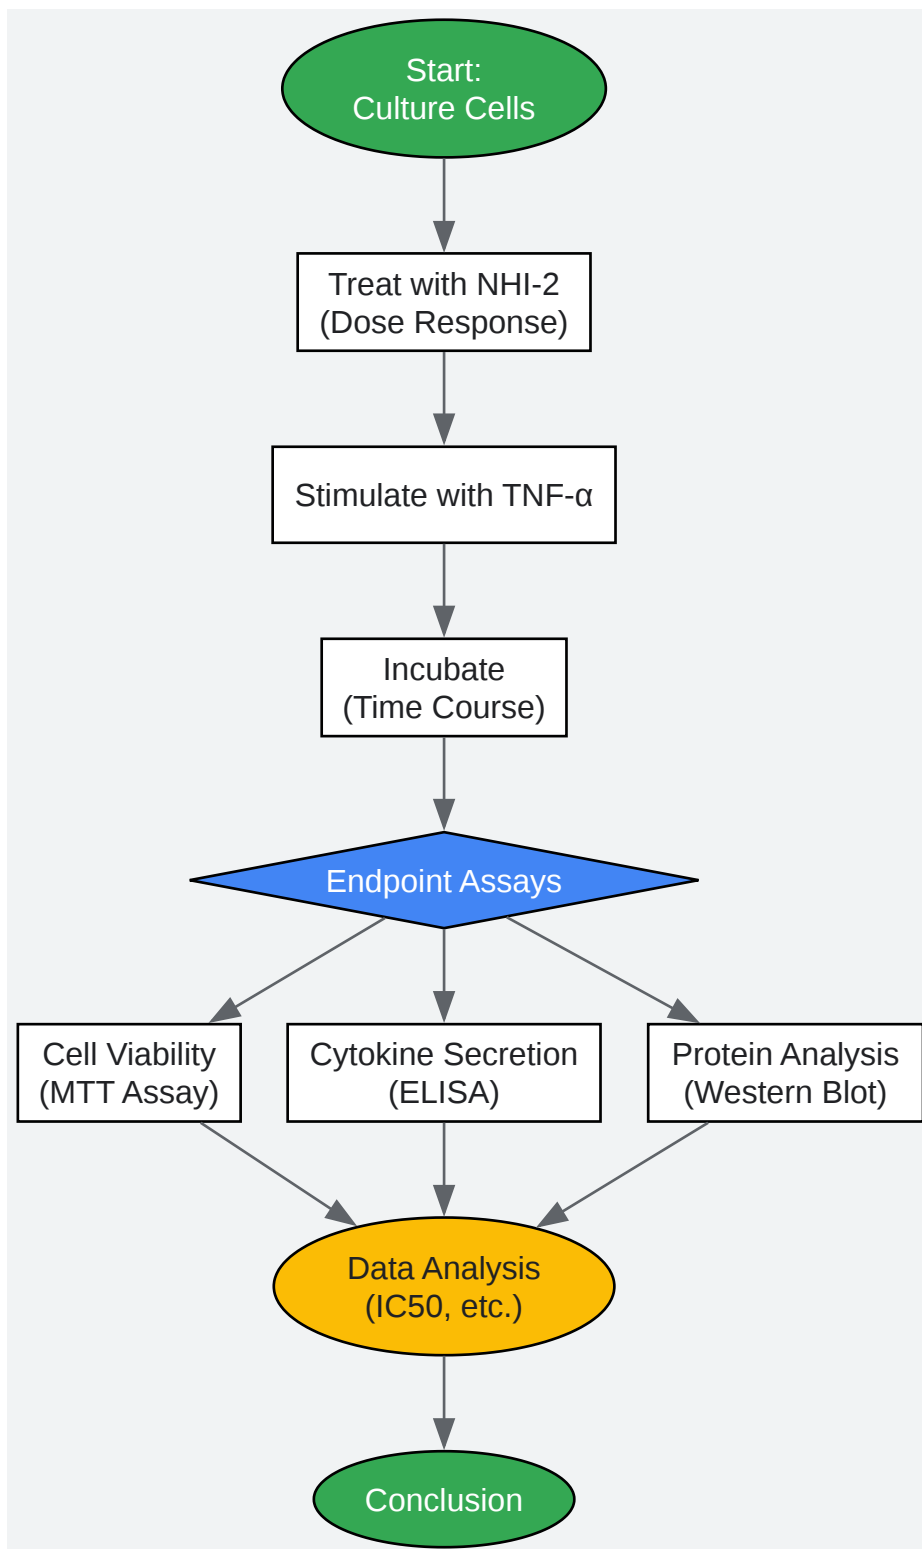 Start:
Culture Cells
Treat with NHI-2
(Dose Response)
Stimulate with TNF-α
Incubate
(Time Course)
Endpoint Assays
Cell Viability
(MTT Assay)
Cytokine Secretion
(ELISA)
Protein Analysis
(Western Blot)
Data Analysis
(IC50, etc.)
Conclusion